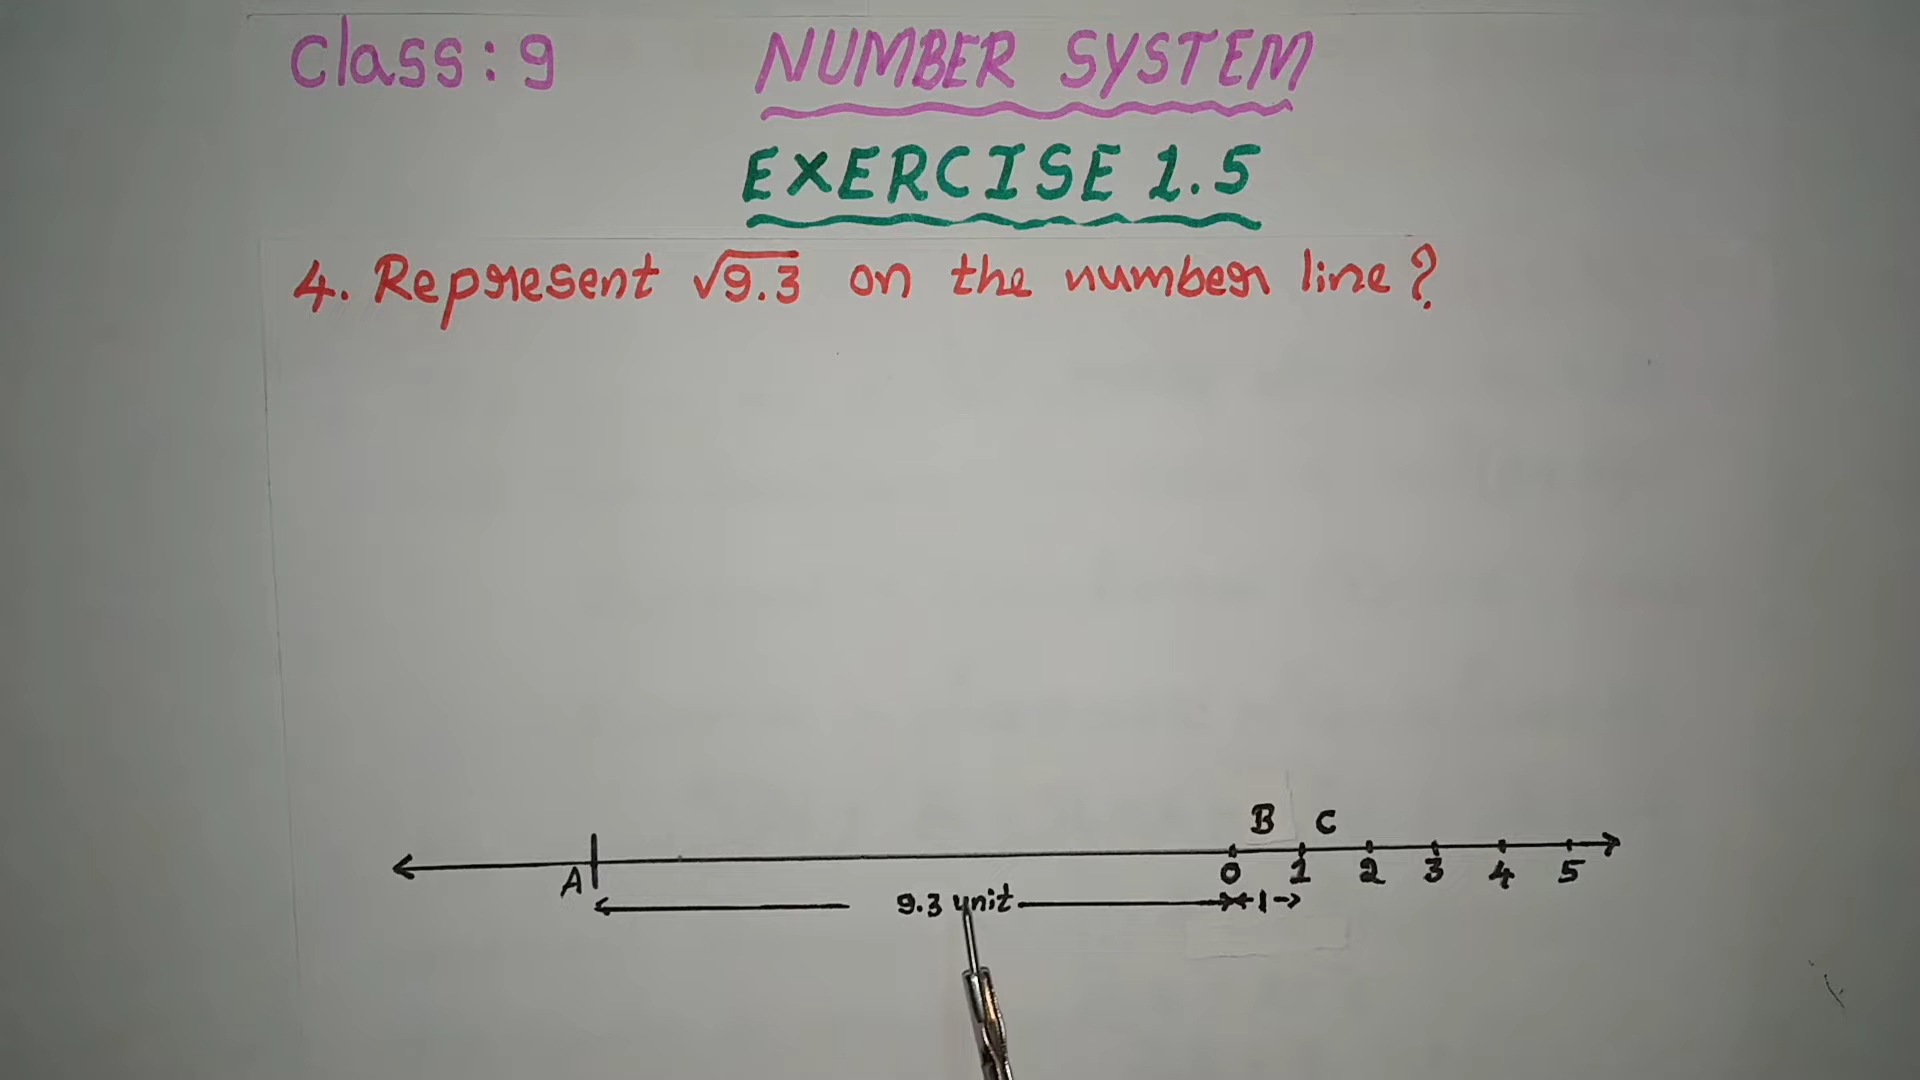 Class: 9 NUMBER SYSTEM
EXERCISE 1.5
4. Represent √9.3 on the number line?
B C
A 0 1 2 3 4 5
9.3 unit 1